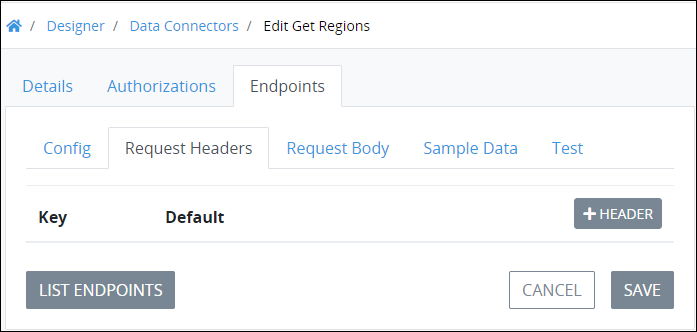 / Designer / Data Connectors / Edit Get Regions
Details Authorizations Endpoints
Config Request Headers Request Body Sample Data Test
Key Default + HEADER
LIST ENDPOINTS CANCEL SAVE